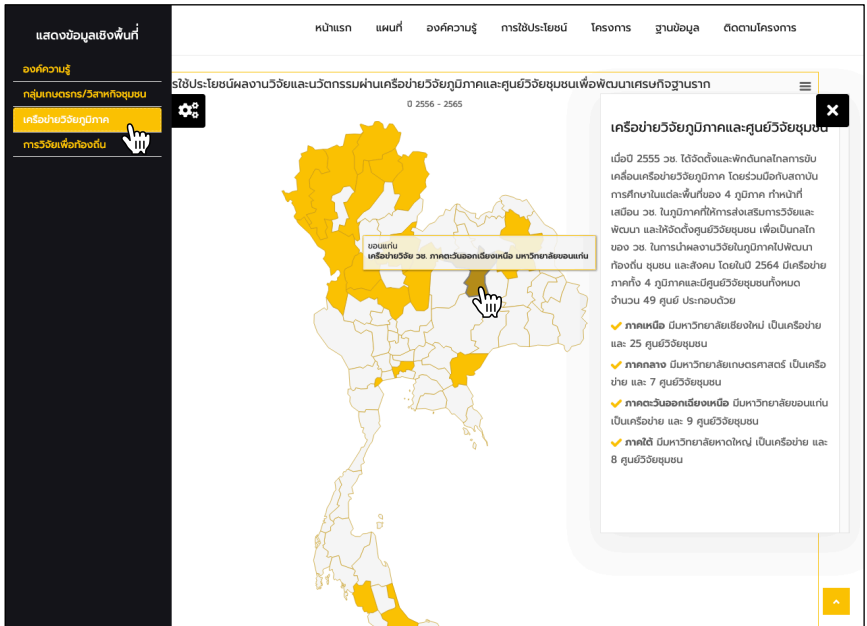 แสดงข้อมูลเชิงพื้นที่
หน้าแรก แผนที่ องค์ความรู้ การใช้ประโยชน์ โครงการ ฐานข้อมูล ติดตามโครงการ
องค์ความรู้
กลุ่มเกษตรกร/วิสาหกิจชุมชน
เครือข่ายวิจัยภูมิภาค
การวิจัยเพื่อท้องถิ่น
รใช้ประโยชน์ผลงานวิจัยและนวัตกรรมผ่านเครือข่ายวิจัยภูมิภาคและศูนย์วิจัยชุมชนเพื่อพัฒนาเศรษกิจฐานราก
ปี 2556 - 2565
ขอนแก่น
เครือข่ายวิจัย วช. ภาคตะวันออกเฉียงเหนือ มหาวิทยาลัยขอนแก่น
เครือข่ายวิจัยภูมิภาคและศูนย์วิจัยชุมชน
เมื่อปี 2555 วช. ได้จัดตั้งและพักดันกลไกลการขับ
เคลื่อนเครือข่ายวิจัยภูมิภาค โดยร่วมมือกับสถาบัน
การศึกษาในแต่ละพื้นที่ของ 4 ภูมิภาค ทำหน้าที่
เสมือน วช. ในภูมิภาคที่ให้การส่งเสริมการวิจัยและ
พัฒนา และให้จัดตั้งศูนย์วิจัยชุมชน เพื่อเป็นกลไก
ของ วช. ในการนำผลงานวิจัยในภูมิภาคไปพัฒนา
ท้องถิ่น ชุมชน และสังคม โดยในปี 2564 มีเครือข่าย
ภาคทั้ง 4 ภูมิภาคและมีศูนย์วิจัยชุมชนทั้งหมด
จำนวน 49 ศูนย์ ประกอบด้วย
ภาคเหนือ มีมหาวิทยาลัยเชียงใหม่ เป็นเครือข่าย
และ 25 ศูนย์วิจัยชุมชน
ภาคกลาง มีมหาวิทยาลัยเกษตรศาสตร์ เป็นเครือ
ข่าย และ 7 ศูนย์วิจัยชุมชน
ภาคตะวันออกเฉียงเหนือ มีมหาวิทยาลัยขอนแก่น
เป็นเครือข่าย และ 9 ศูนย์วิจัยชุมชน
ภาคใต้ มีมหาวิทยาลัยหาดใหญ่ เป็นเครือข่าย และ
8 ศูนย์วิจัยชุมชน